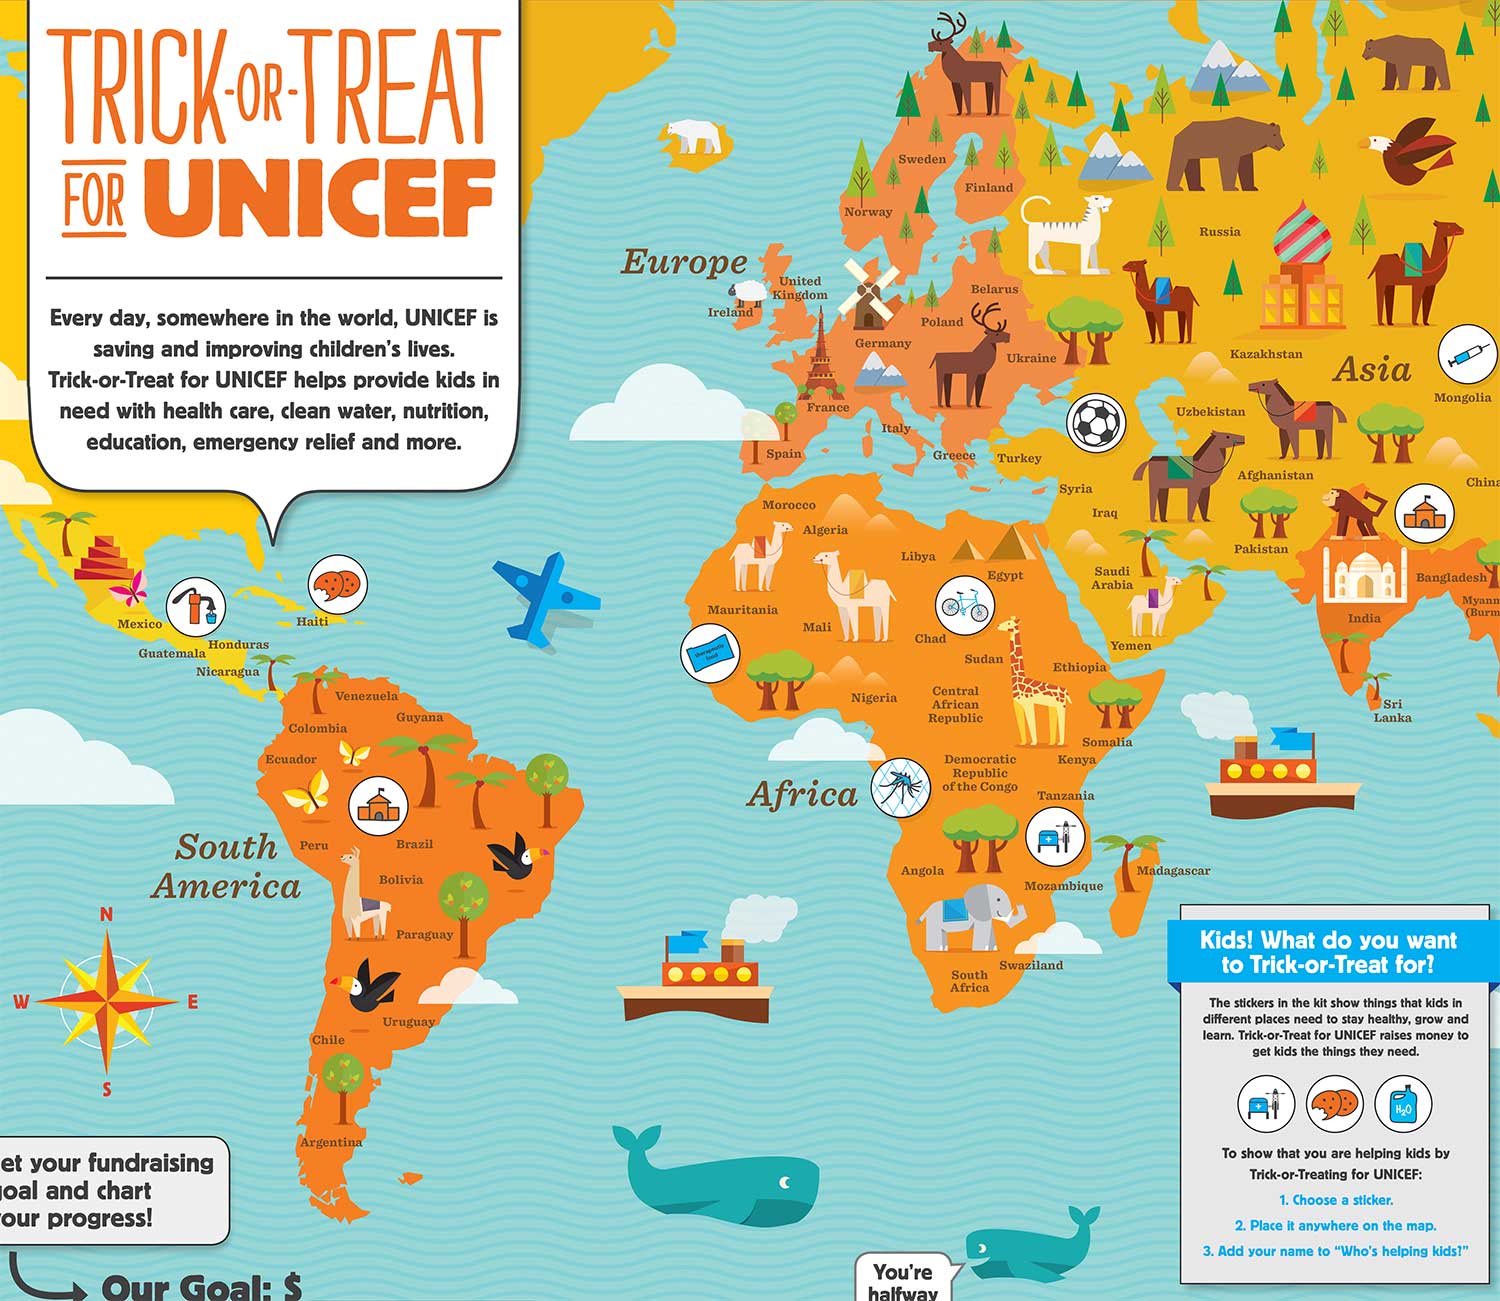 TRICK-OR-TREAT
FOR UNICEF
Every day, somewhere in the world, UNICEF is
saving and improving children's lives.
Trick-or-Treat for UNICEF helps provide kids in
need with health care, clean water, nutrition,
education, emergency relief and more.
Europe
Sweden
Finland
Norway
United
Kingdom
Ireland
Belarus
Poland
Germany
Ukraine
France
Italy
Spain
Greece
Russia
Kazakhstan
Asia
Mongolia
Uzbekistan
Turkey
Afghanistan
China
Syria
Iraq
Pakistan
Saudi
Arabia
Bangladesh
India
Yemen
Sri
Lanka
Morocco
Algeria
Libya
Egypt
Mauritania
Mali
Chad
therapeutic
food
Sudan
Ethiopia
Nigeria
Central
African
Republic
Somalia
Kenya
Democratic
Republic
of the Congo
Africa
Tanzania
Angola
Mozambique
Madagascar
Swaziland
South
Africa
Mexico
Haiti
Honduras
Guatemala
Nicaragua
Venezuela
Guyana
Colombia
Ecuador
South
America
Peru
Brazil
Bolivia
Paraguay
Uruguay
Chile
Argentina
N
W
E
S
et your fundraising
oal and chart
our progress!
Our Goal: $
You're
halfway
Kids! What do you want
to Trick-or-Treat for?
The stickers in the kit show things that kids in
different places need to stay healthy, grow and
learn. Trick-or-Treat for UNICEF raises money to
get kids the things they need.
H2O
To show that you are helping kids by
Trick-or-Treating for UNICEF:
1. Choose a sticker.
2. Place it anywhere on the map.
3. Add your name to "Who's helping kids?"